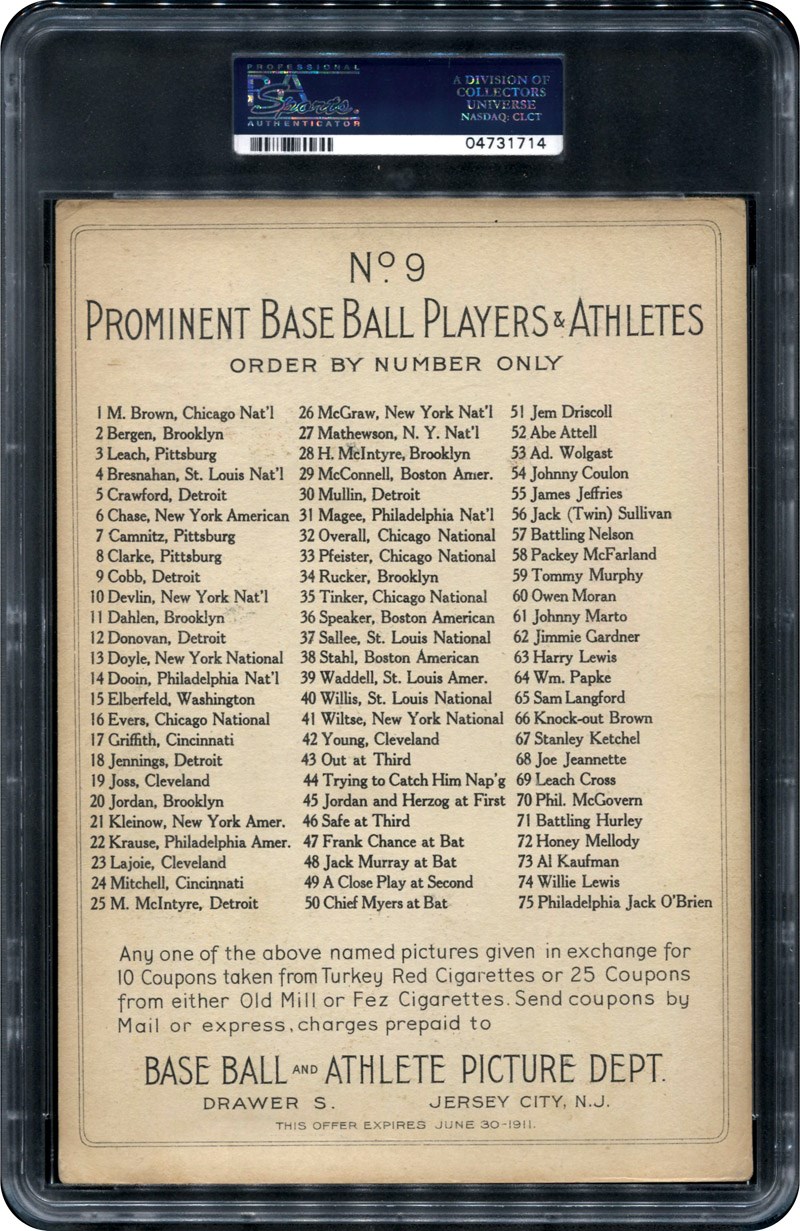 PROFESSIONAL
PSA
Sports
AUTHENTICATOR
A DIVISION OF
COLLECTORS
UNIVERSE
NASDAQ: CLCT
04731714
Nº. 9
PROMINENT BASE BALL PLAYERS & ATHLETES
ORDER BY NUMBER ONLY
1 M. Brown, Chicago Nat'l
2 Bergen, Brooklyn
3 Leach, Pittsburg
4 Bresnahan, St. Louis Nat'l
5 Crawford, Detroit
6 Chase, New York American
7 Camnitz, Pittsburg
8 Clarke, Pittsburg
9 Cobb, Detroit
10 Devlin, New York Nat'l
11 Dahlen, Brooklyn
12 Donovan, Detroit
13 Doyle, New York National
14 Dooin, Philadelphia Nat'l
15 Elberfeld, Washington
16 Evers, Chicago National
17 Griffith, Cincinnati
18 Jennings, Detroit
19 Joss, Cleveland
20 Jordan, Brooklyn
21 Kleinow, New York Amer.
22 Krause, Philadelphia Amer.
23 Lajoie, Cleveland
24 Mitchell, Cincinnati
25 M. McIntyre, Detroit
26 McGraw, New York Nat'l
27 Mathewson, N. Y. Nat'l
28 H. McIntyre, Brooklyn
29 McConnell, Boston Amer.
30 Mullin, Detroit
31 Magee, Philadelphia Nat'l
32 Overall, Chicago National
33 Pfeister, Chicago National
34 Rucker, Brooklyn
35 Tinker, Chicago National
36 Speaker, Boston American
37 Sallee, St. Louis National
38 Stahl, Boston American
39 Waddell, St. Louis Amer.
40 Willis, St. Louis National
41 Wiltse, New York National
42 Young, Cleveland
43 Out at Third
44 Trying to Catch Him Nap'g
45 Jordan and Herzog at First
46 Safe at Third
47 Frank Chance at Bat
48 Jack Murray at Bat
49 A Close Play at Second
50 Chief Myers at Bat
51 Jem Driscoll
52 Abe Attell
53 Ad. Wolgast
54 Johnny Coulon
55 James Jeffries
56 Jack (Twin) Sullivan
57 Battling Nelson
58 Packey McFarland
59 Tommy Murphy
60 Owen Moran
61 Johnny Marto
62 Jimmie Gardner
63 Harry Lewis
64 Wm. Papke
65 Sam Langford
66 Knock-out Brown
67 Stanley Ketchel
68 Joe Jeannette
69 Leach Cross
70 Phil. McGovern
71 Battling Hurley
72 Honey Mellody
73 Al Kaufman
74 Willie Lewis
75 Philadelphia Jack O'Brien
Any one of the above named pictures given in exchange for
10 Coupons taken from Turkey Red Cigarettes or 25 Coupons
from either Old Mill or Fez Cigarettes. Send coupons by
Mail or express, charges prepaid to
BASE BALL AND ATHLETE PICTURE DEPT.
DRAWER S. JERSEY CITY, N.J.
THIS OFFER EXPIRES JUNE 30-1911.